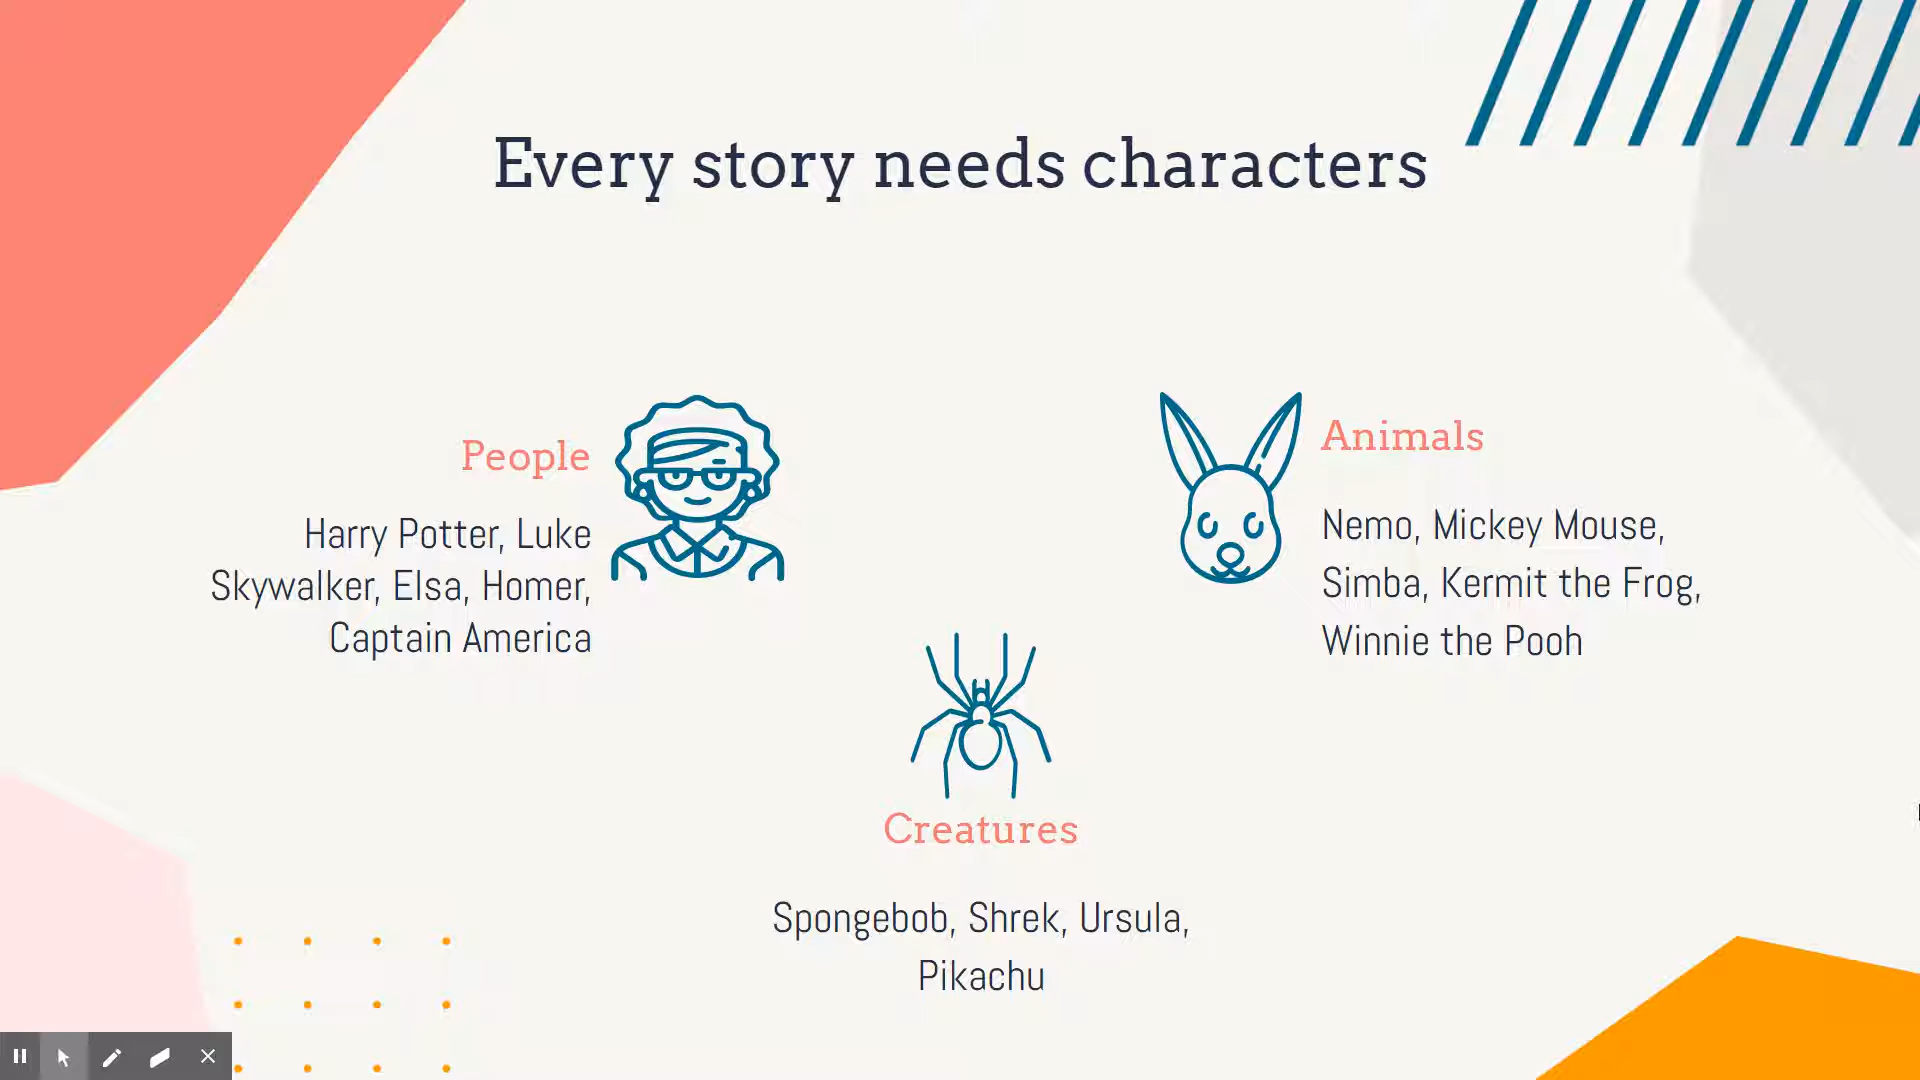 Every story needs characters
People
Harry Potter, Luke
Skywalker, Elsa, Homer,
Captain America
Animals
Nemo, Mickey Mouse,
Simba, Kermit the Frog,
Winnie the Pooh
Creatures
Spongebob, Shrek, Ursula,
Pikachu